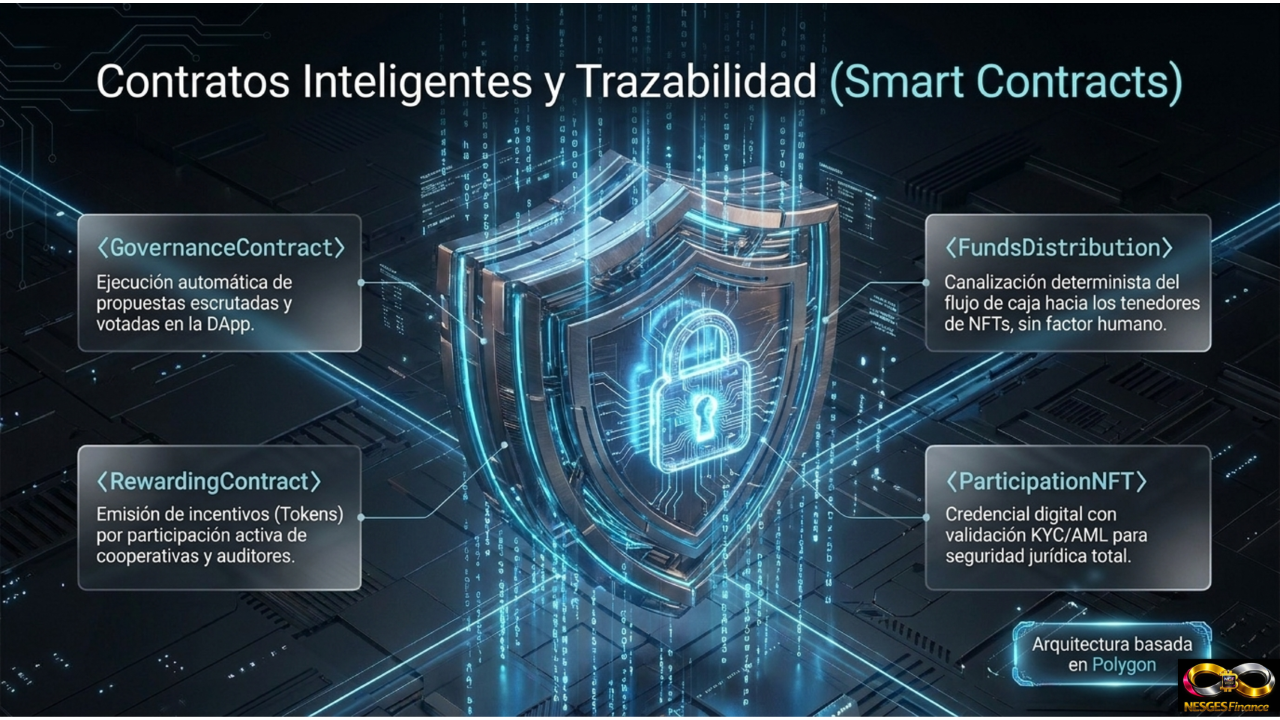 Contratos Inteligentes y Trazabilidad (Smart Contracts)
<GovernanceContract>
Ejecución automática de
propuestas escrutadas y
votadas en la DApp.
<FundsDistribution>
Canalización determinista del
flujo de caja hacia los tenedores
de NFTs, sin factor humano.
<RewardingContract>
Emisión de incentivos (Tokens)
por participación activa de
cooperativas y auditores.
<ParticipationNFT>
Credencial digital con
validación KYC/AML para
seguridad jurídica total.
Arquitectura basada
en Polygon
NESGESFinance